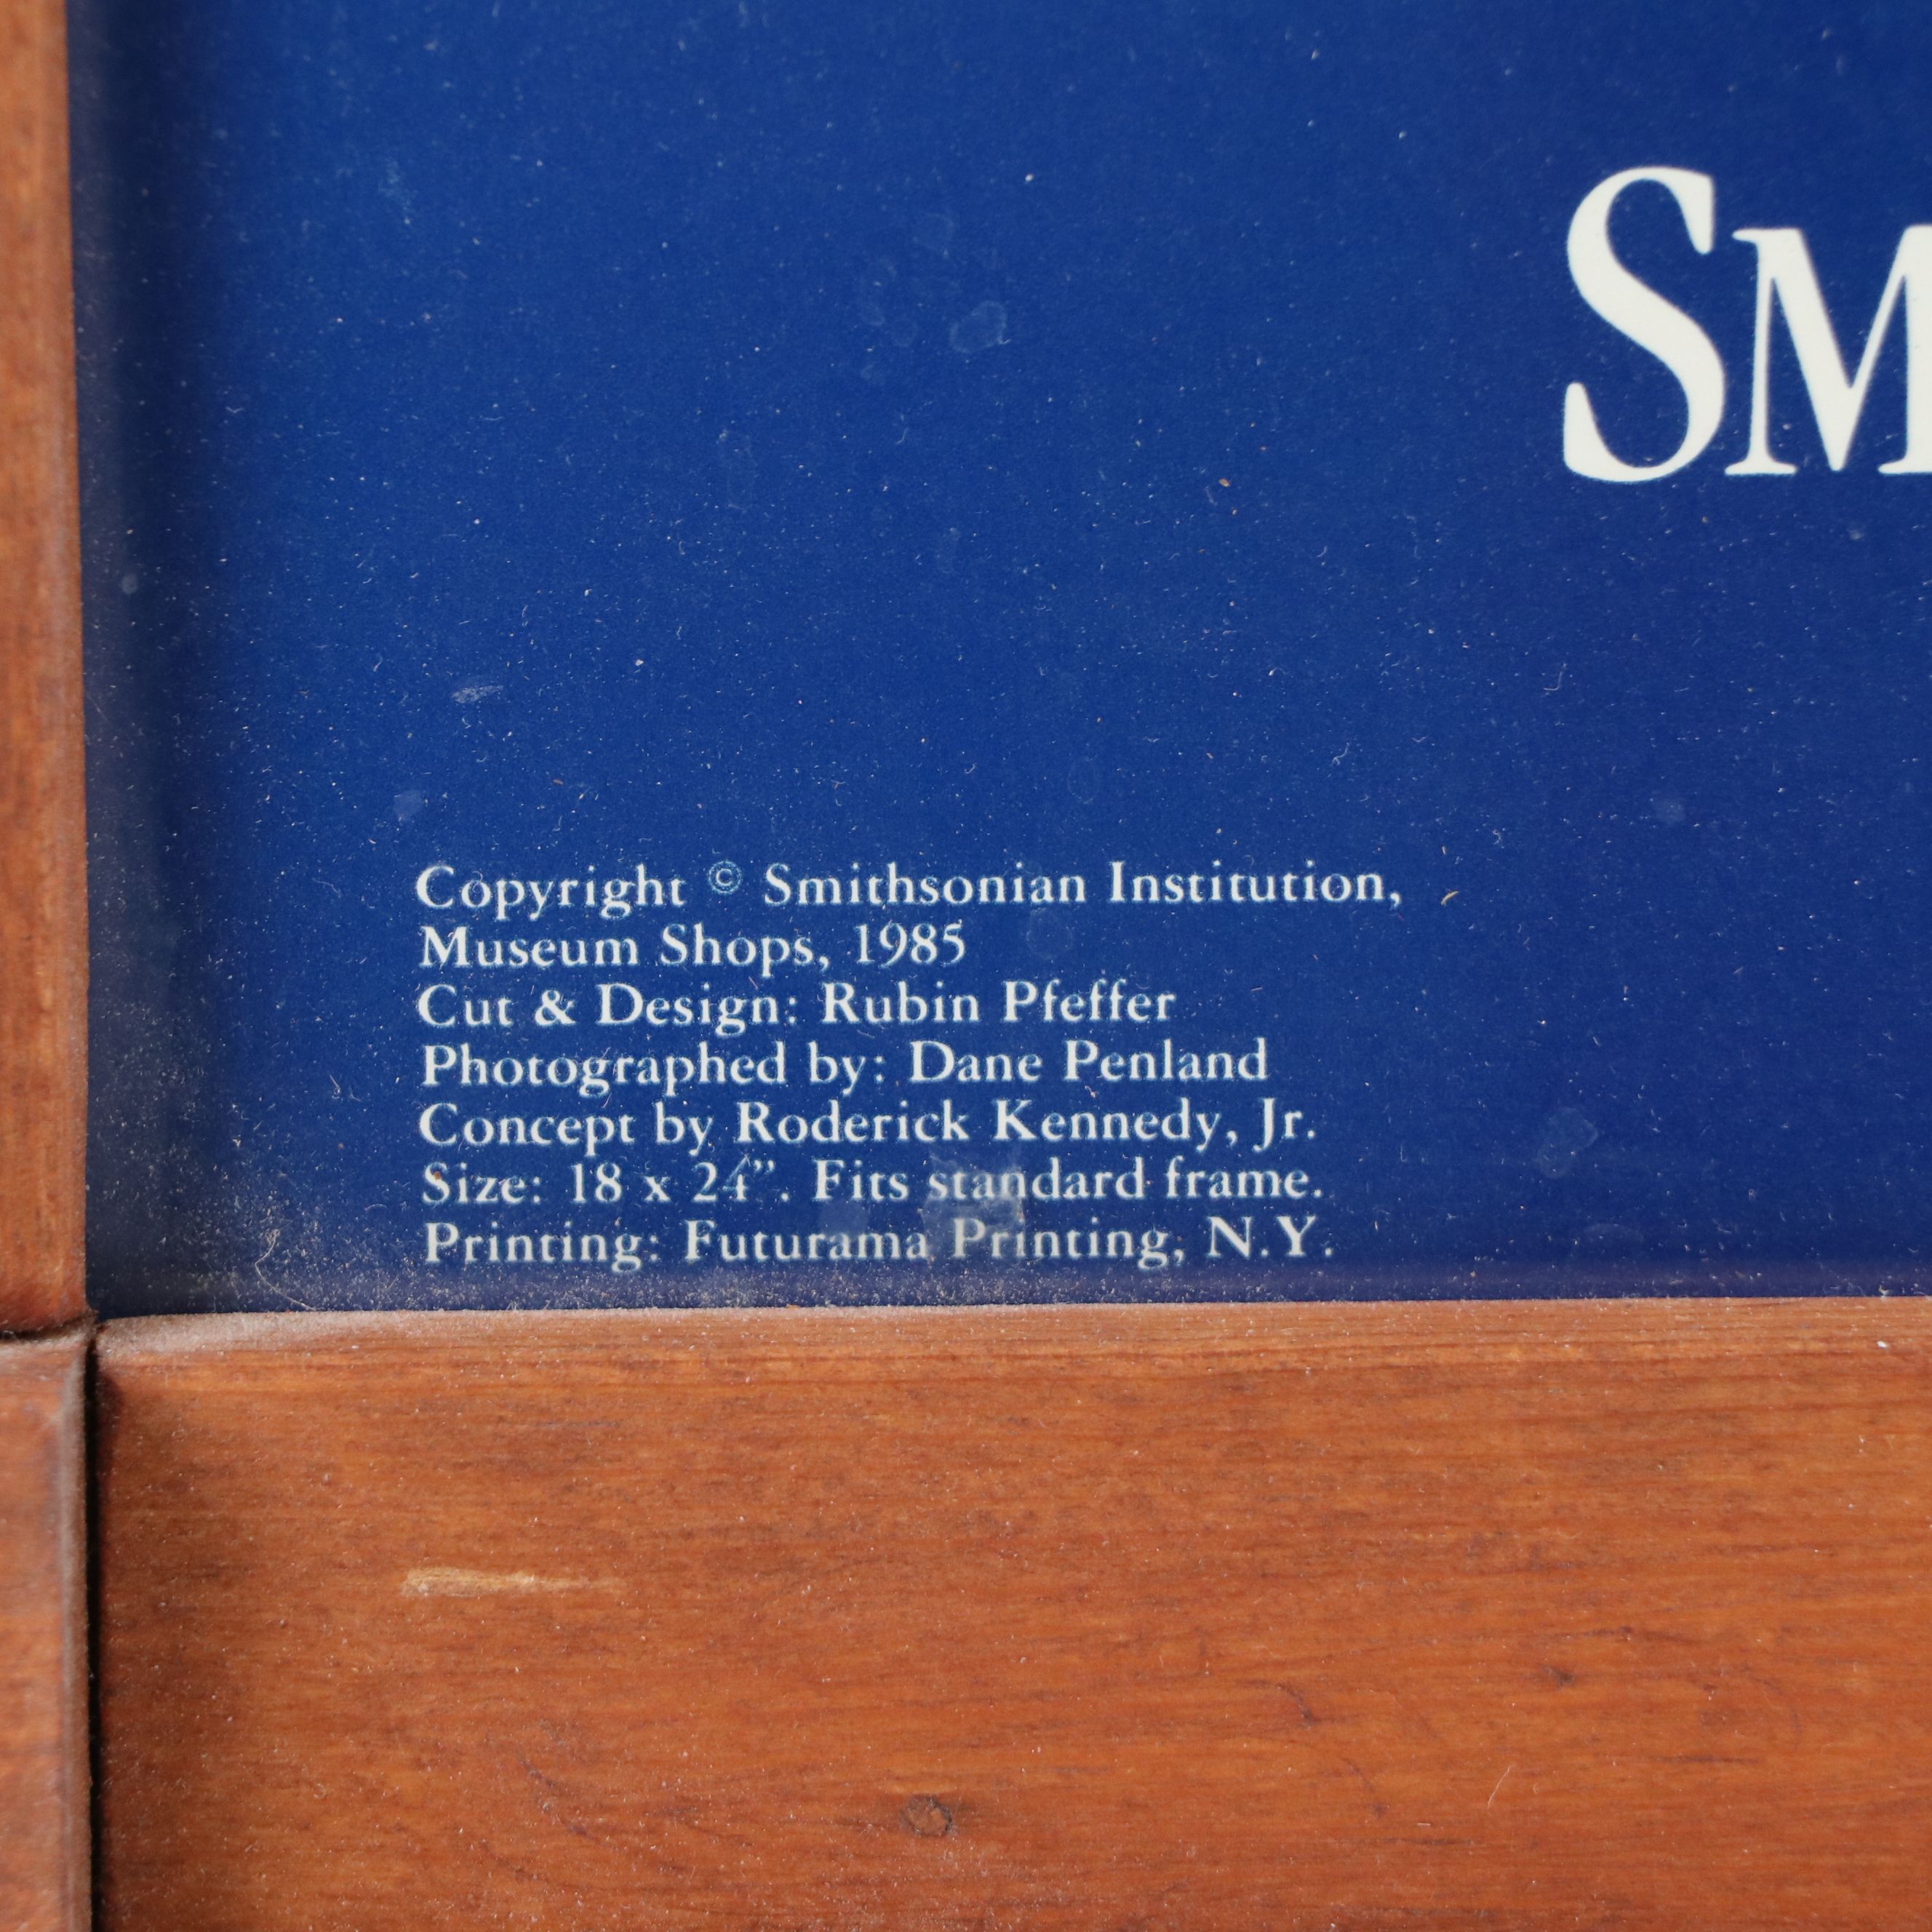 SM
Copyright © Smithsonian Institution,
Museum Shops, 1985
Cut & Design: Rubin Pfeffer
Photographed by: Dane Penland
Concept by Roderick Kennedy, Jr.
Size: 18 x 24”. Fits standard frame.
Printing: Futurama Printing, N.Y.